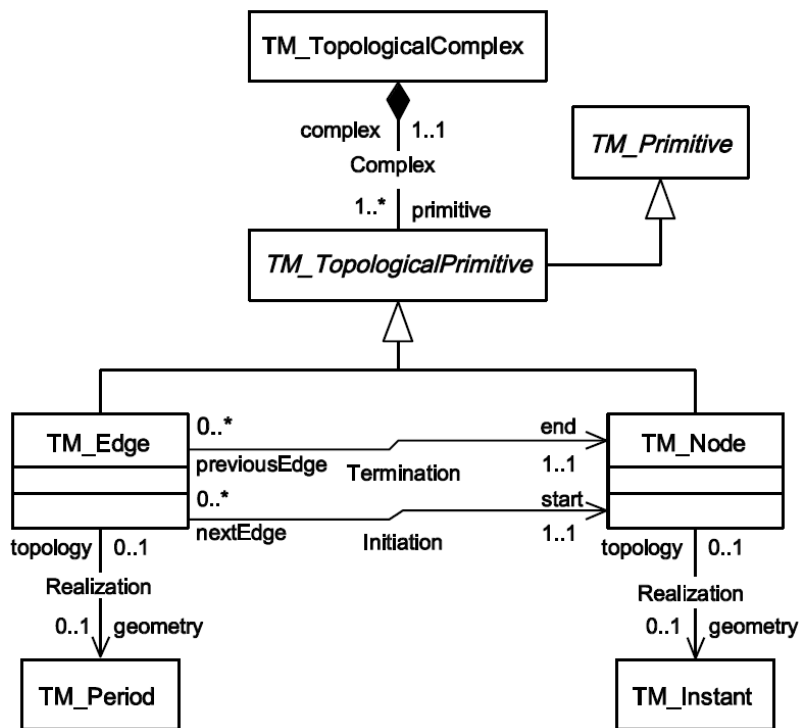 TM_TopologicalComplex
complex 1..1
Complex
1..* primitive
TM_Primitive
TM_TopologicalPrimitive
TM_Edge
0..*
previousEdge
Termination
end
1..1
0..*
nextEdge
Initiation
start
1..1
TM_Node
topology 0..1
Realization
0..1 geometry
TM_Period
topology 0..1
Realization
0..1 geometry
TM_Instant